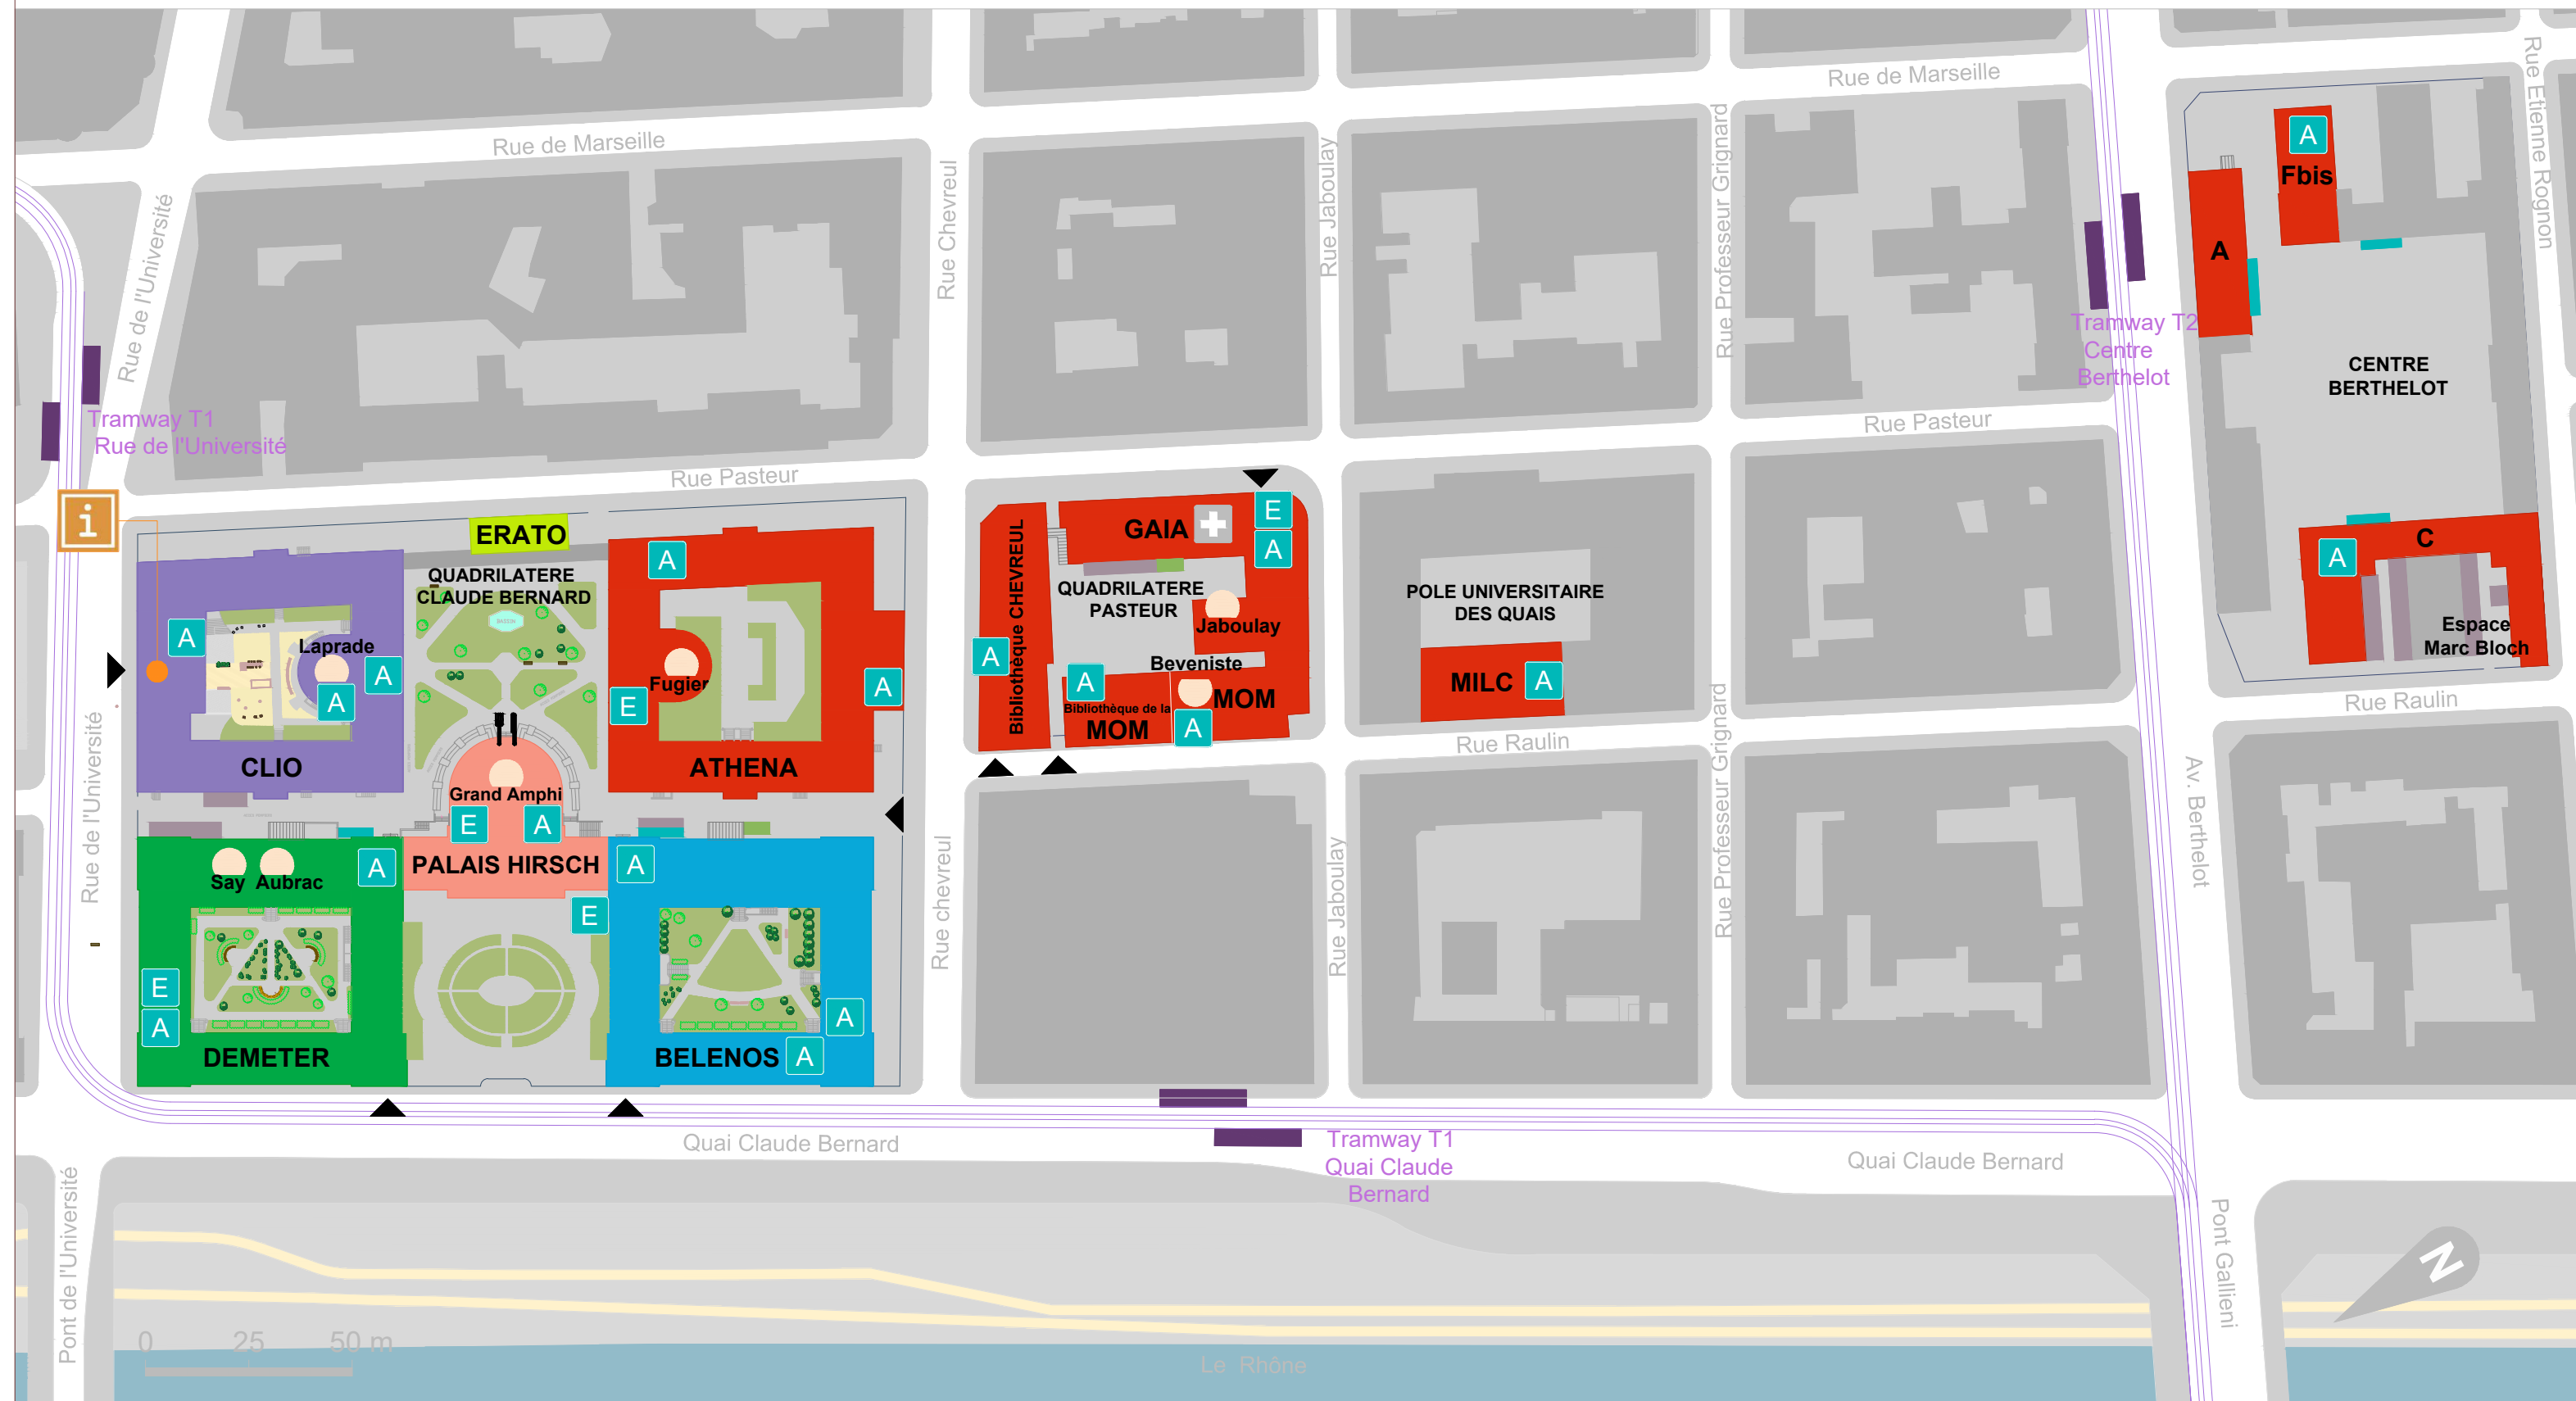 Rue de Marseille
Rue Etienne Rognon
Rue de Marseille
Rue de l'Université
Rue Chevreul
Rue Jaboulay
Rue Professeur Grignard
A
Fbis
A
Tramway T2
Centre
Berthelot
CENTRE
BERTHELOT
Tramway T1
Rue de l'Université
Rue Pasteur
Rue Pasteur
i
ERATO
QUADRILATERE
CLAUDE BERNARD
BASSIN
A
Laprade
A
A
CLIO
A
Fugier
E
A
ATHENA
Grand Amphi
E
A
PALAIS HIRSCH
Bibliothèque CHEVREUL
A
GAIA
E
A
QUADRILATERE
PASTEUR
Jaboulay
Beveniste
A
Bibliothèque de la
MOM
MOM
A
POLE UNIVERSITAIRE
DES QUAIS
MILC
A
C
A
Espace
Marc Bloch
Rue Raulin
Rue Raulin
Rue de l'Université
Say
Aubrac
A
E
A
DEMETER
A
E
A
BELENOS
A
Rue chevreul
Rue Jaboulay
Rue Professeur Grignard
Av. Berthelot
Quai Claude Bernard
Tramway T1
Quai Claude
Bernard
Quai Claude Bernard
Pont de l'Université
Pont Gallieni
N
0 25 50 m
Le Rhône